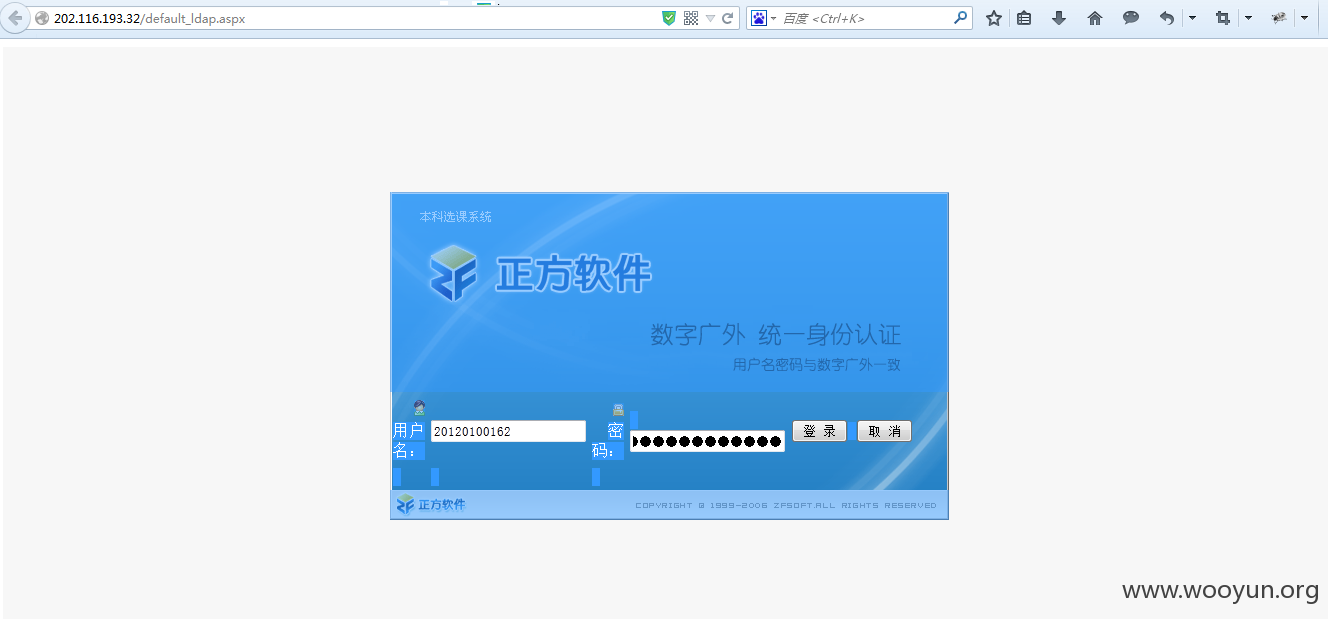 202.116.193.32/default_ldap.aspx
百度 <Ctrl+K>
本科选课系统
正方软件
数字广外 统一身份认证
用户名密码与数字广外一致
用户
名：
20120100162
密
码：
登 录
取 消
正方软件
COPYRIGHT @ 1999-2006 ZFSOFT.ALL RIGHTS RESERVED
www.wooyun.org